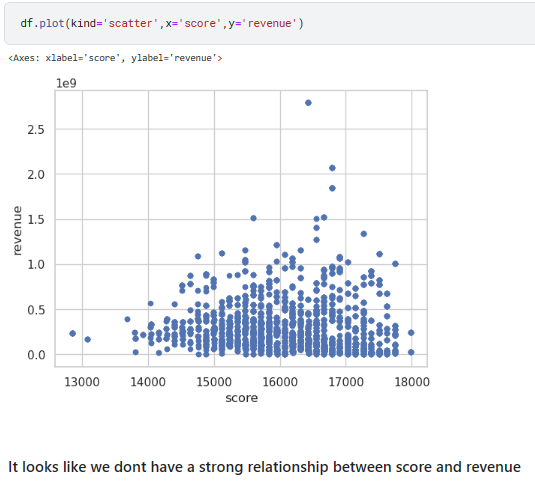 df.plot(kind='scatter',x='score',y='revenue')
<Axes: xlabel='score', ylabel='revenue'>
1e9
2.5
2.0
1.5
1.0
0.5
0.0
revenue
13000 14000 15000 16000 17000 18000
score
It looks like we dont have a strong relationship between score and revenue